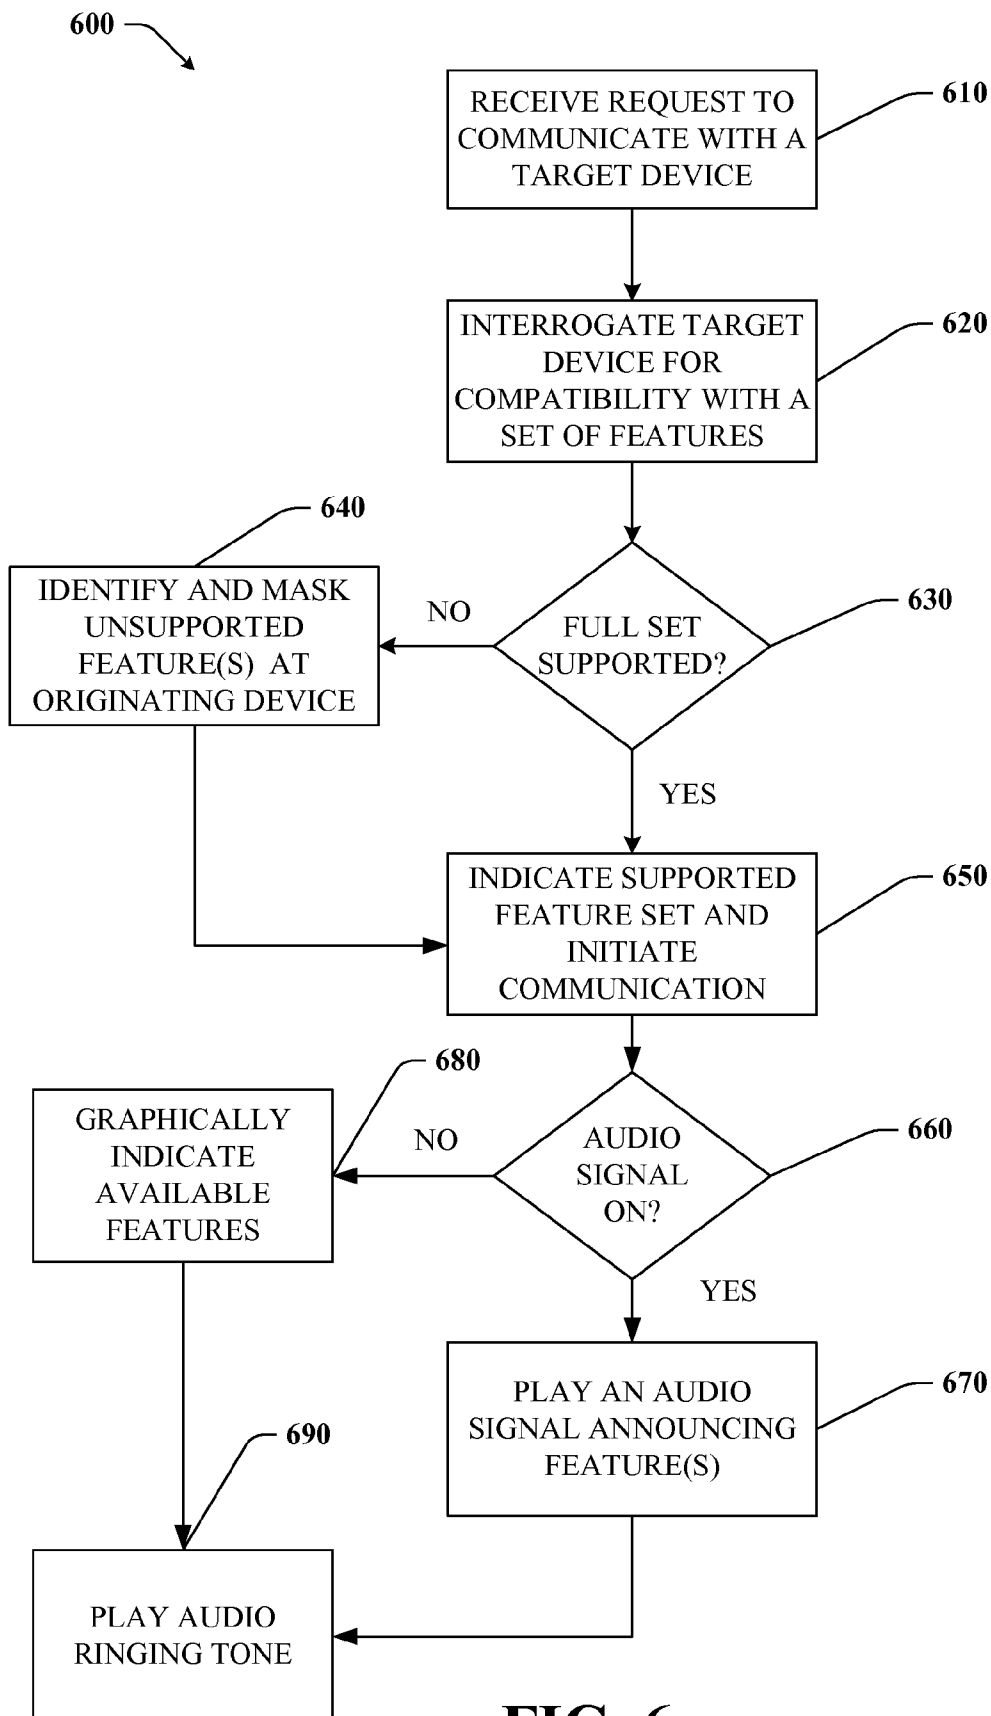 600
RECEIVE REQUEST TO
COMMUNICATE WITH A
TARGET DEVICE
610
INTERROGATE TARGET
DEVICE FOR
COMPATIBILITY WITH A
SET OF FEATURES
620
640
IDENTIFY AND MASK
UNSUPPORTED
FEATURE(S) AT
ORIGINATING DEVICE
NO
FULL SET
SUPPORTED?
630
YES
INDICATE SUPPORTED
FEATURE SET AND
INITIATE
COMMUNICATION
650
680
GRAPHICALLY
INDICATE
AVAILABLE
FEATURES
NO
AUDIO
SIGNAL
ON?
660
YES
PLAY AN AUDIO
SIGNAL ANNOUNCING
FEATURE(S)
670
690
PLAY AUDIO
RINGING TONE
FIG. 6